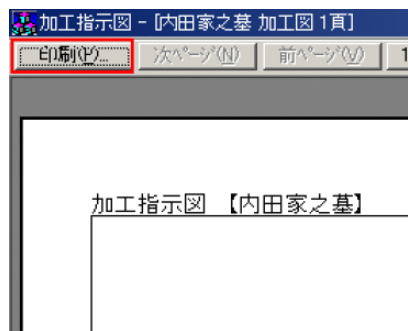 加工指示図 - [内田家之墓 加工図 1頁]
印刷(P)... 次ページ(N) 前ページ(V) 1
加工指示図 【内田家之墓】